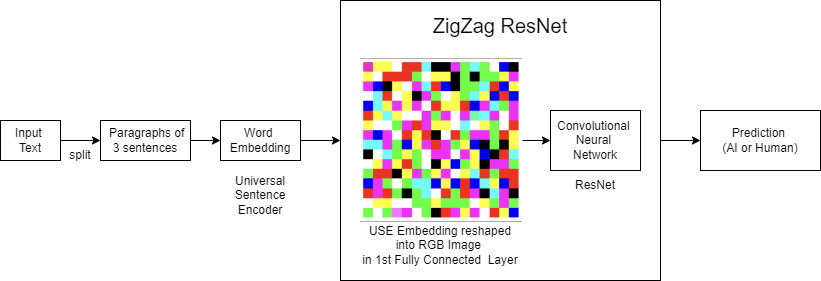 ZigZag ResNet
Input
Text
split
Paragraphs of
3 sentences
Word
Embedding
Universal
Sentence
Encoder
USE Embedding reshaped
into RGB Image
in 1st Fully Connected Layer
Convolutional
Neural
Network
ResNet
Prediction
(AI or Human)